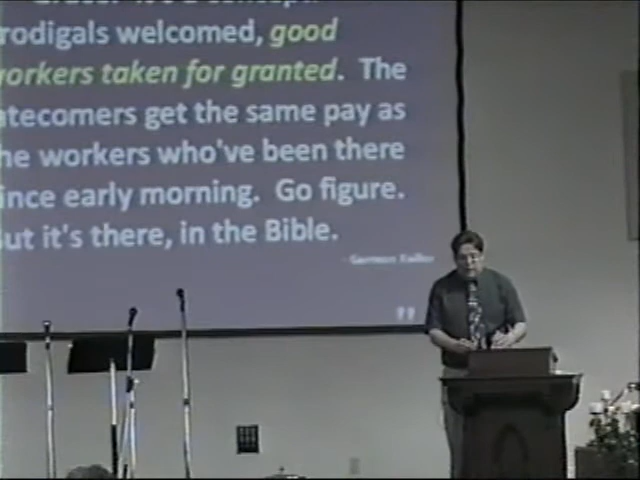 rodigals welcomed, good
orkers taken for granted. The
atecomers get the same pay as
he workers who've been there
ince early morning. Go figure.
ut it's there, in the Bible.
"